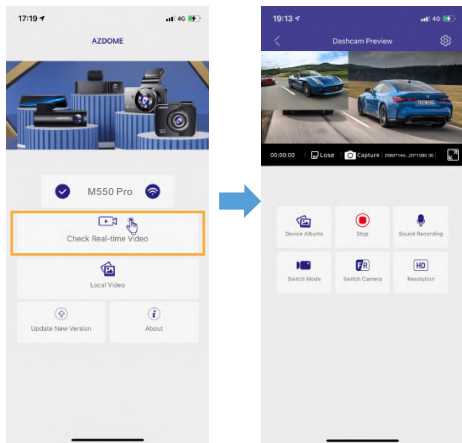 17:19
4G
AZDOME
M550 Pro
Check Real-time Video
Local Video
Update New Version
About
19:13
4G
Dashcam Preview
00:00:00
Lose
Capture
Device Albums
Stop
Sound Recording
FR
HD
Switch Mode
Switch Camera
Resolution